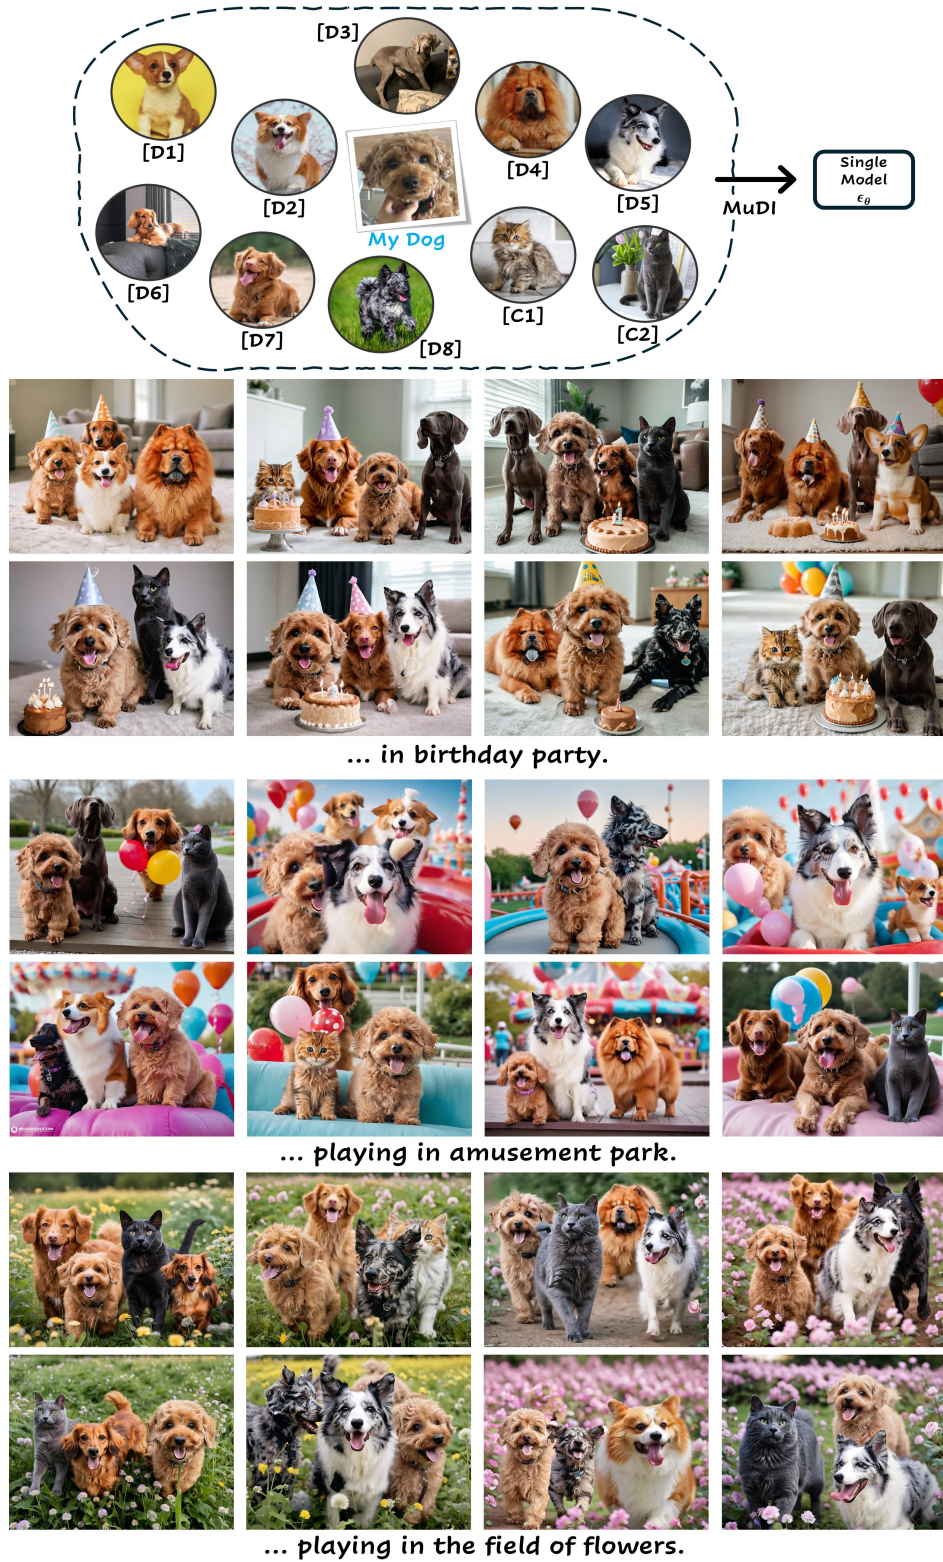 [D3]
[D1]
[D2]
[D4]
[D5]
My Dog
[D6]
[D7]
[D8]
[C1]
[C2]
MuDI
Single
Model
ϵθ
... in birthday party.
... playing in amusement park.
... playing in the field of flowers.